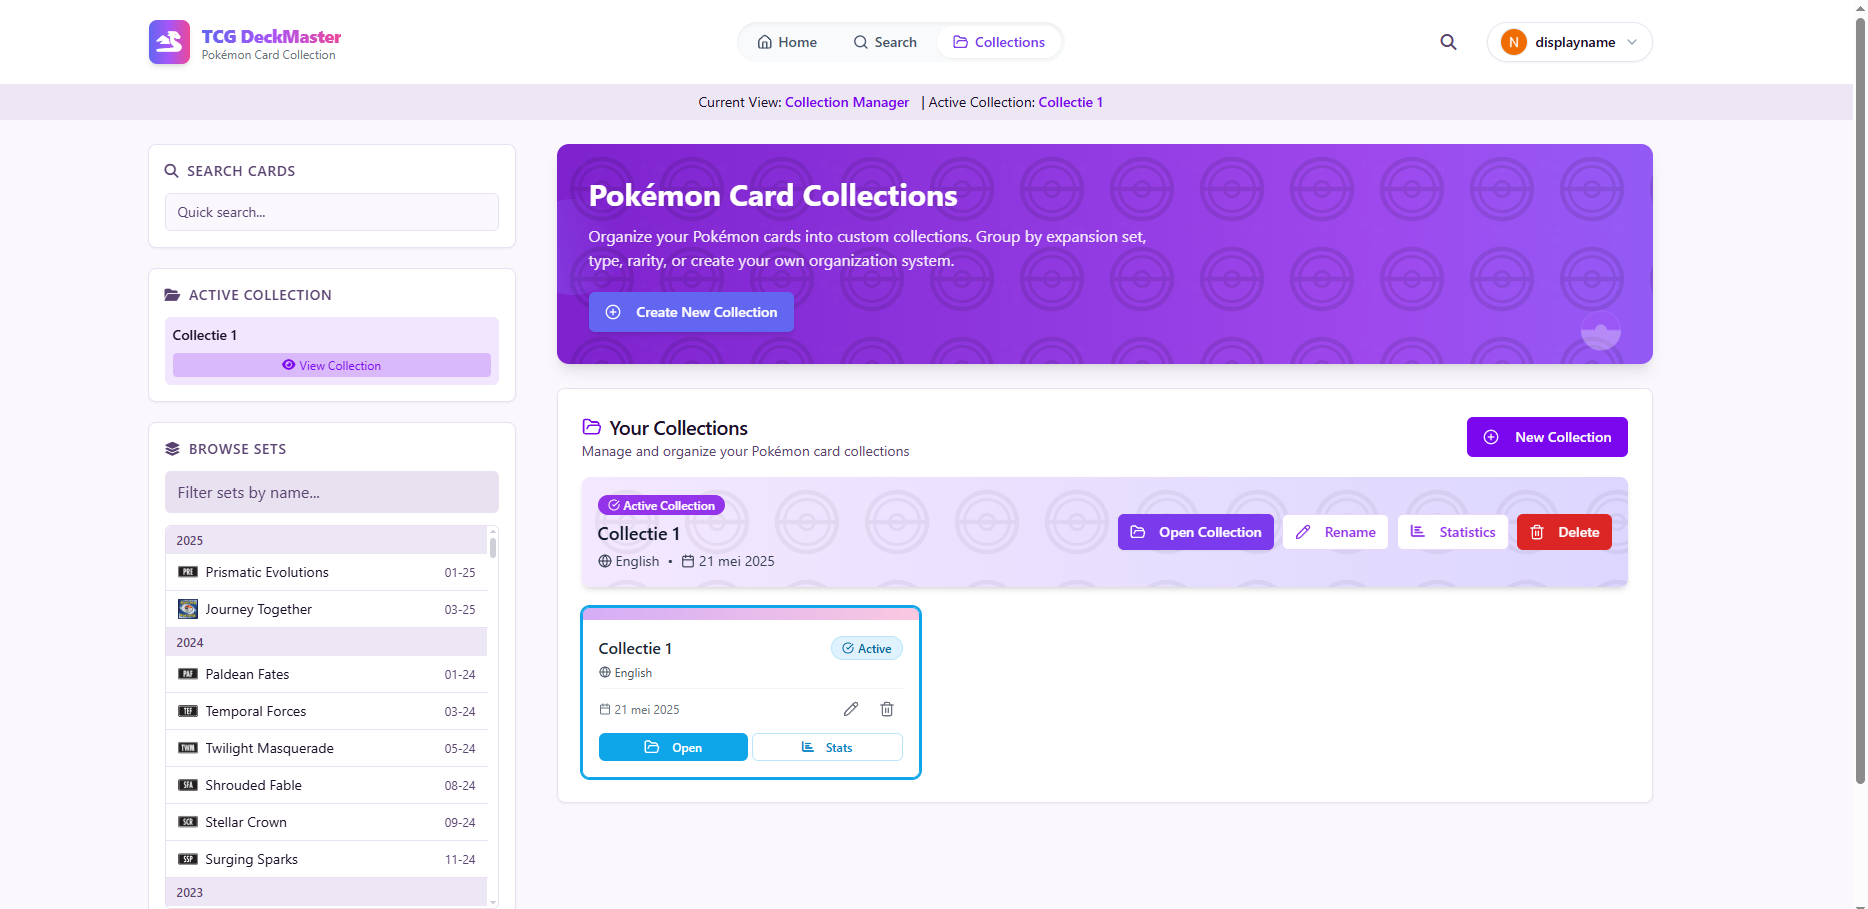 TCG DeckMaster
Pokémon Card Collection
Home
Search
Collections
N
displayname
Current View: Collection Manager | Active Collection: Collectie 1
SEARCH CARDS
Quick search...
ACTIVE COLLECTION
Collectie 1
View Collection
BROWSE SETS
Filter sets by name...
2025
PRE Prismatic Evolutions 01-25
Journey Together 03-25
2024
PAF Paldean Fates 01-24
TEF Temporal Forces 03-24
TWM Twilight Masquerade 05-24
SFA Shrouded Fable 08-24
SCR Stellar Crown 09-24
SSP Surging Sparks 11-24
2023
Pokémon Card Collections
Organize your Pokémon cards into custom collections. Group by expansion set,
type, rarity, or create your own organization system.
Create New Collection
Your Collections
Manage and organize your Pokémon card collections
New Collection
Active Collection
Collectie 1
English • 21 mei 2025
Open Collection
Rename
Statistics
Delete
Collectie 1
Active
English
21 mei 2025
Open
Stats